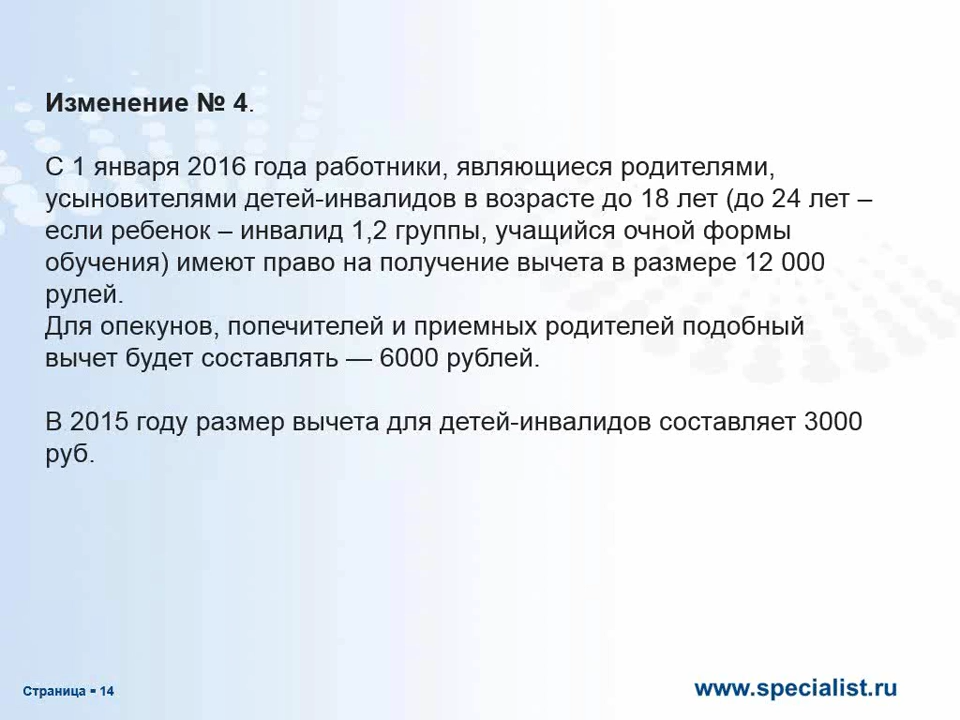 Изменение № 4.
С 1 января 2016 года работники, являющиеся родителями,
усыновителями детей-инвалидов в возрасте до 18 лет (до 24 лет –
если ребенок – инвалид 1,2 группы, учащийся очной формы
обучения) имеют право на получение вычета в размере 12 000
рулей.
Для опекунов, попечителей и приемных родителей подобный
вычет будет составлять — 6000 рублей.
В 2015 году размер вычета для детей-инвалидов составляет 3000
руб.
Страница ▪ 14
www.specialist.ru